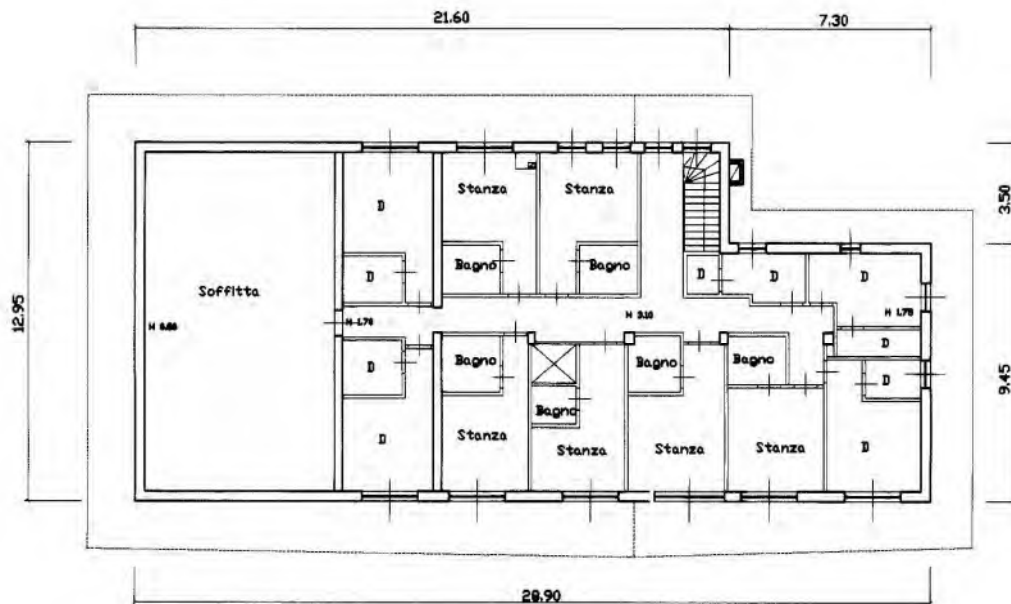 21.60
7.30
3.50
12.95
9.45
28.90
D
Stanza
Stanza
D
Bagno
Bagno
D
D
Soffitta
H 1.76
H 3.10
H 1.75
D
D
Bagno
Bagno
Bagno
D
Bagno
D
Stanza
Stanza
Stanza
Stanza
D